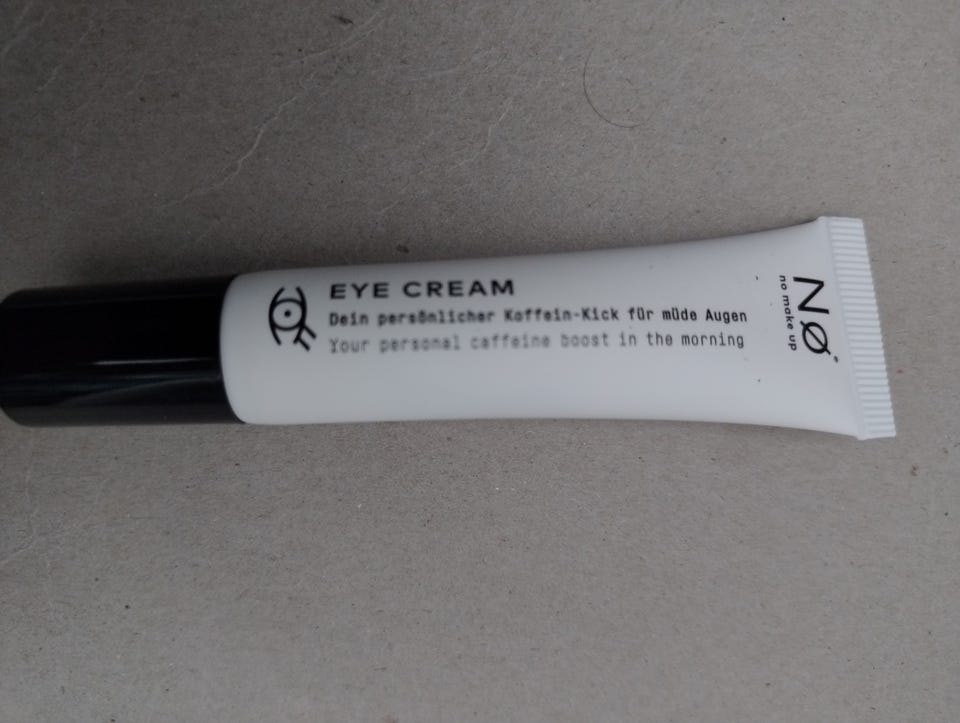 EYE CREAM
Dein persönlicher Koffein-Kick für müde Augen
Your personal caffeine boost in the morning
NØ
no make up